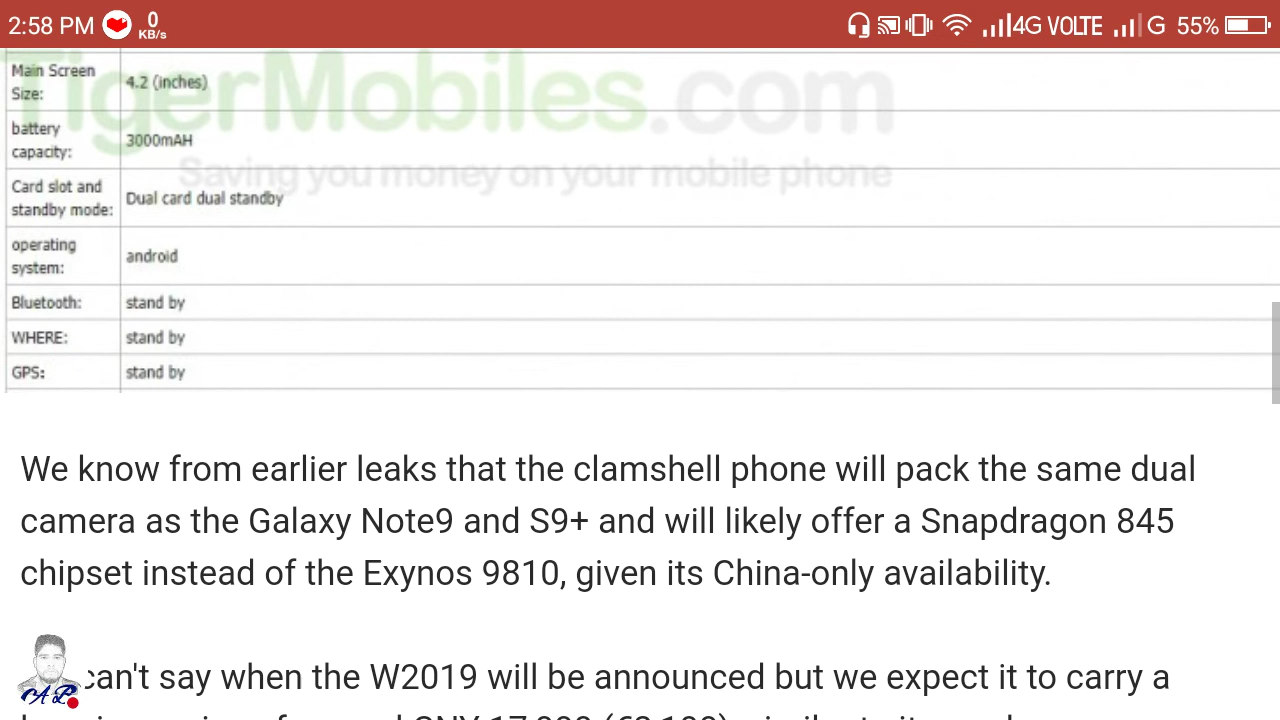 2:58 PM 0 KB/s 4G VOLTE G 55%
TigerMobiles.com
Saving you money on your mobile phone
Main Screen Size: 4.2 (inches)
battery capacity: 3000mAH
Card slot and standby mode: Dual card dual standby
operating system: android
Bluetooth: stand by
WHERE: stand by
GPS: stand by
We know from earlier leaks that the clamshell phone will pack the same dual
camera as the Galaxy Note9 and S9+ and will likely offer a Snapdragon 845
chipset instead of the Exynos 9810, given its China-only availability.
can't say when the W2019 will be announced but we expect it to carry a